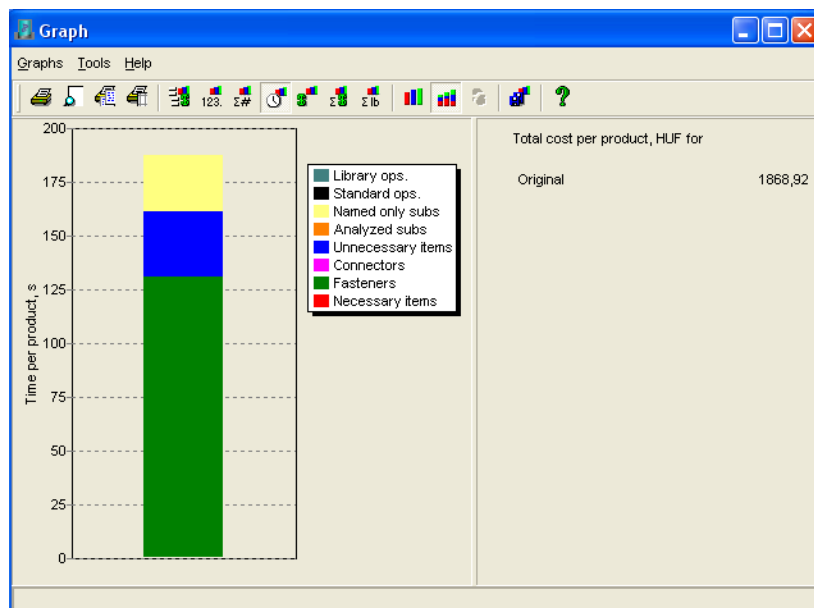 Graph
Graphs Tools Help
123. Σ# Σ$ Σlb
200
175
150
125
100
75
50
25
0
Time per product, s
Library ops.
Standard ops.
Named only subs
Analyzed subs
Unnecessary items
Connectors
Fasteners
Necessary items
Total cost per product, HUF for
Original 1868,92